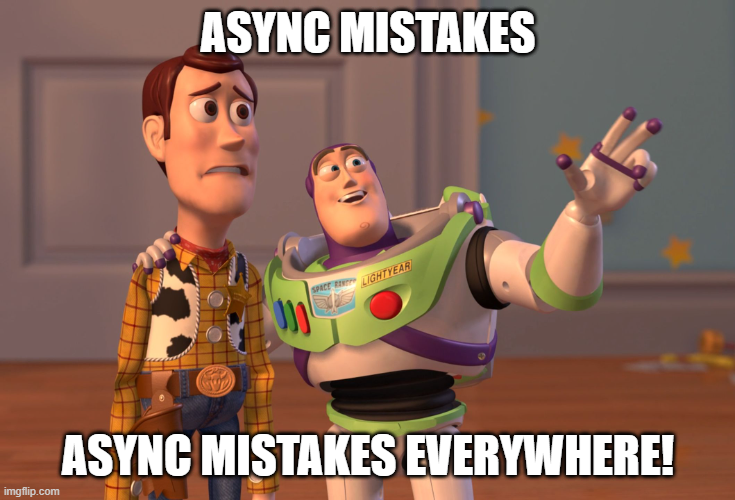 ASYNC MISTAKES
SPACE RANGER
LIGHTYEAR
ASYNC MISTAKES EVERYWHERE!
imgflip.com